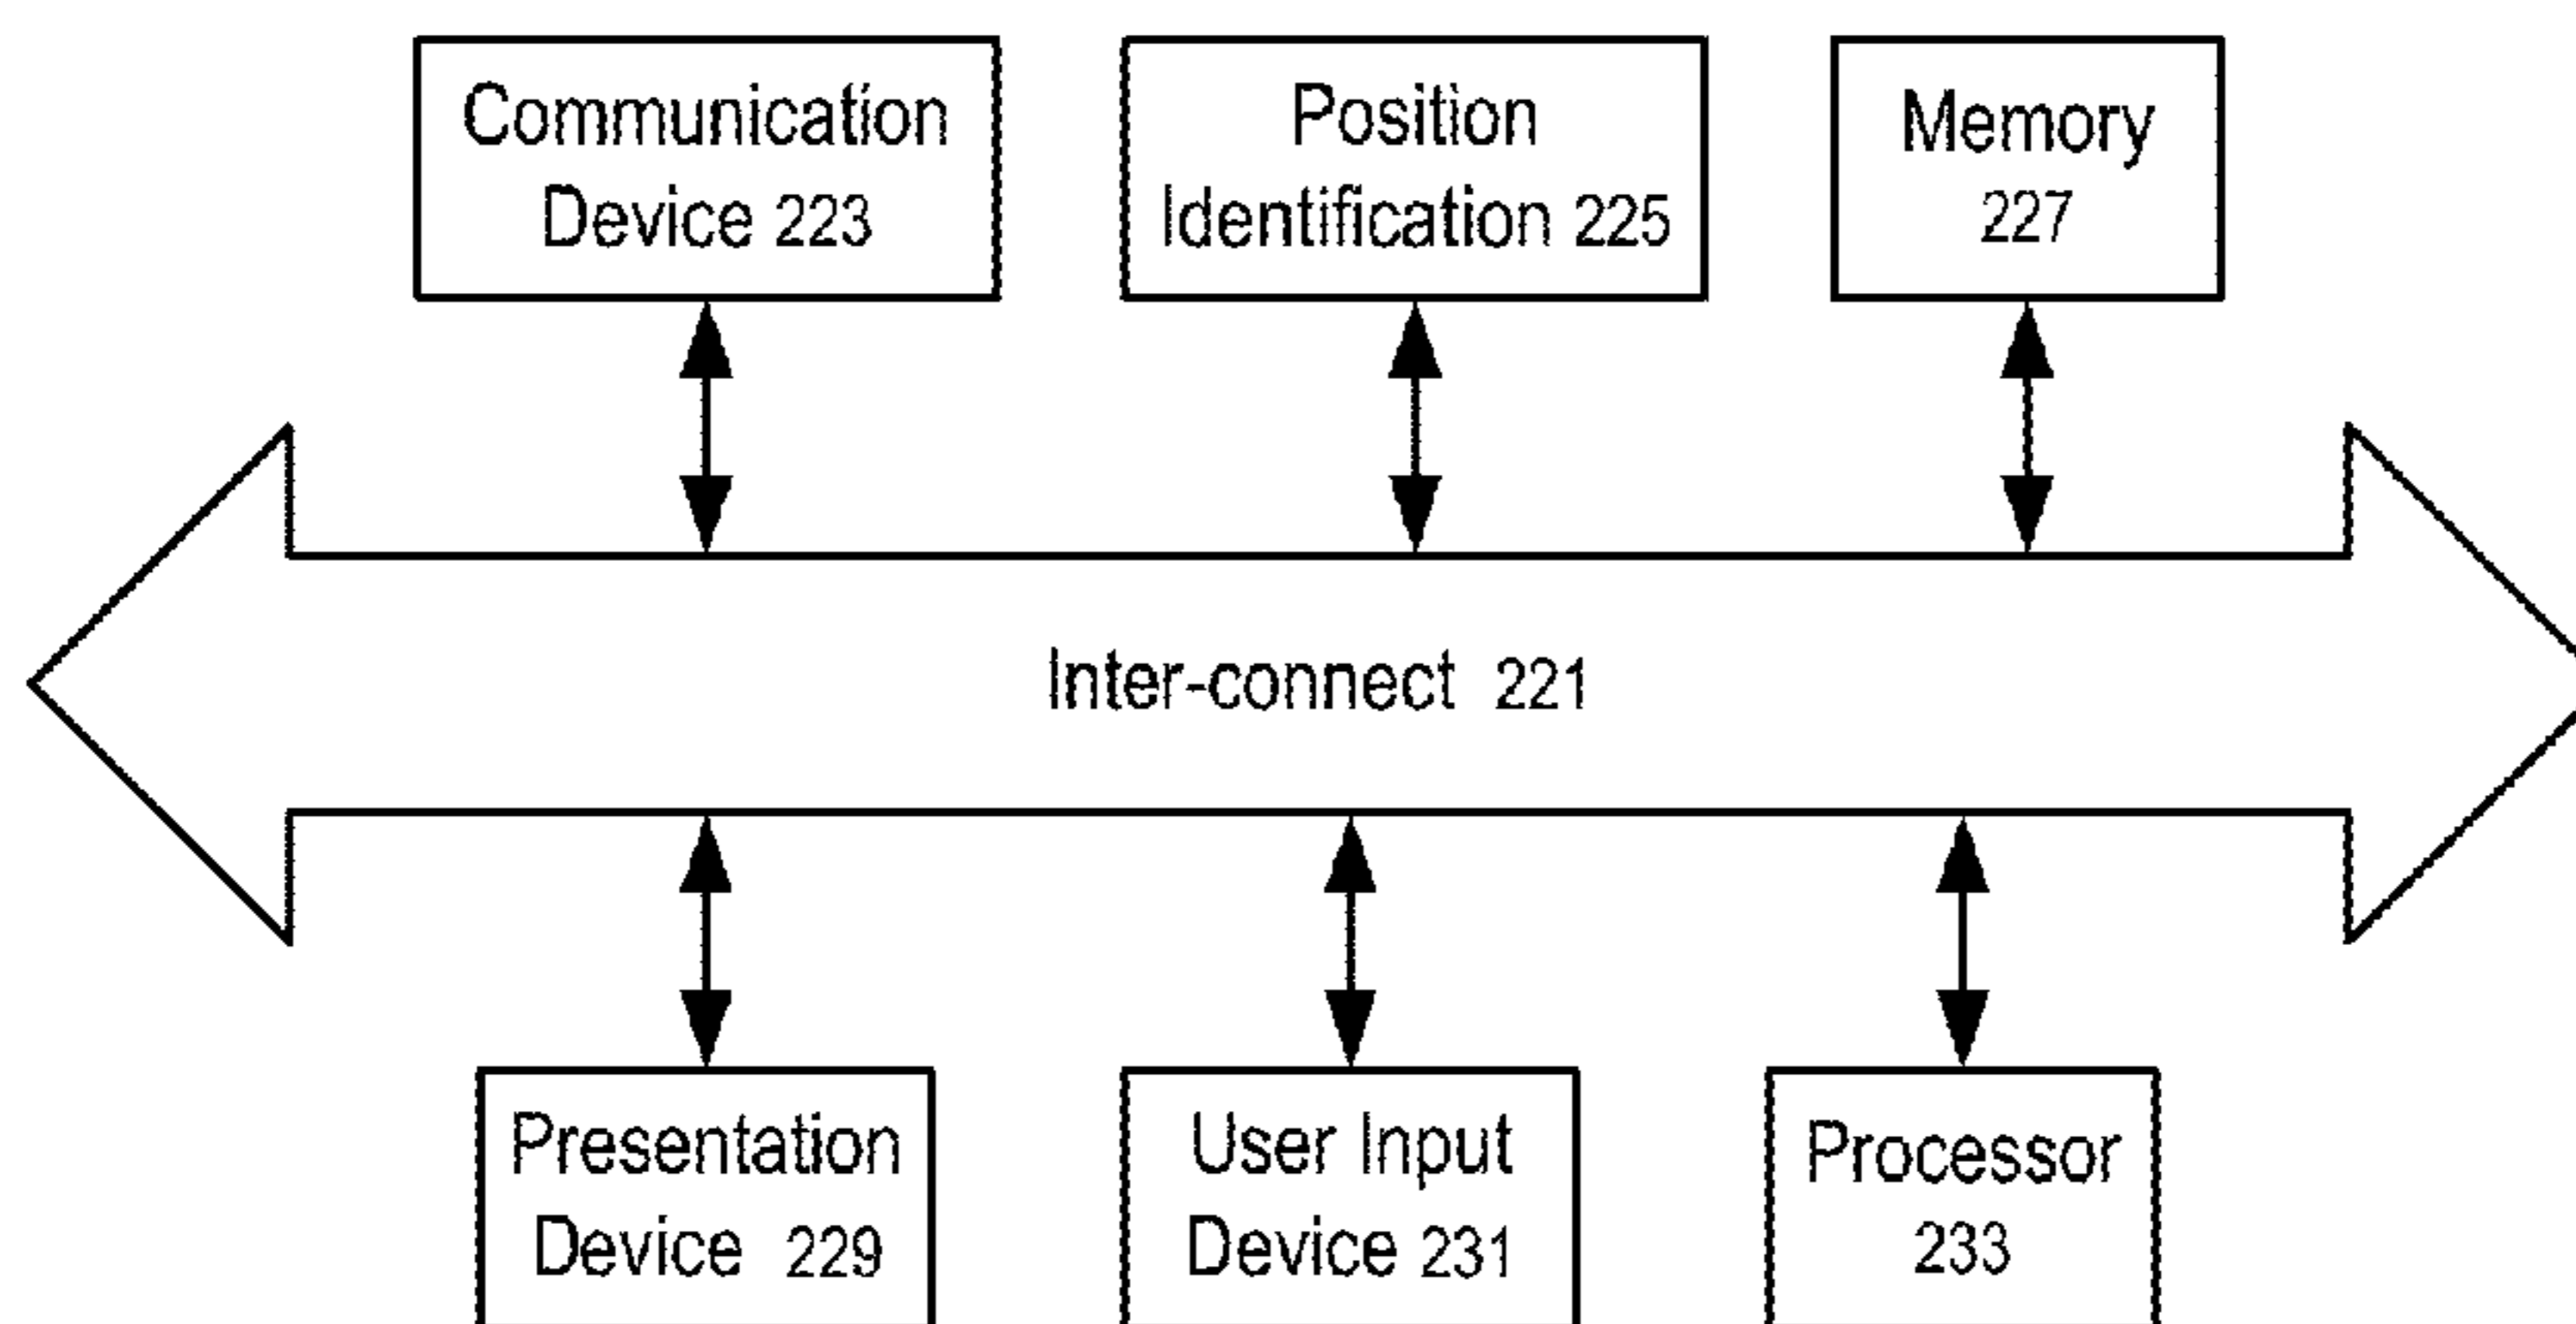 Communication
Device 223
Position
Identification 225
Memory
227
Inter-connect 221
Presentation
Device 229
User Input
Device 231
Processor
233